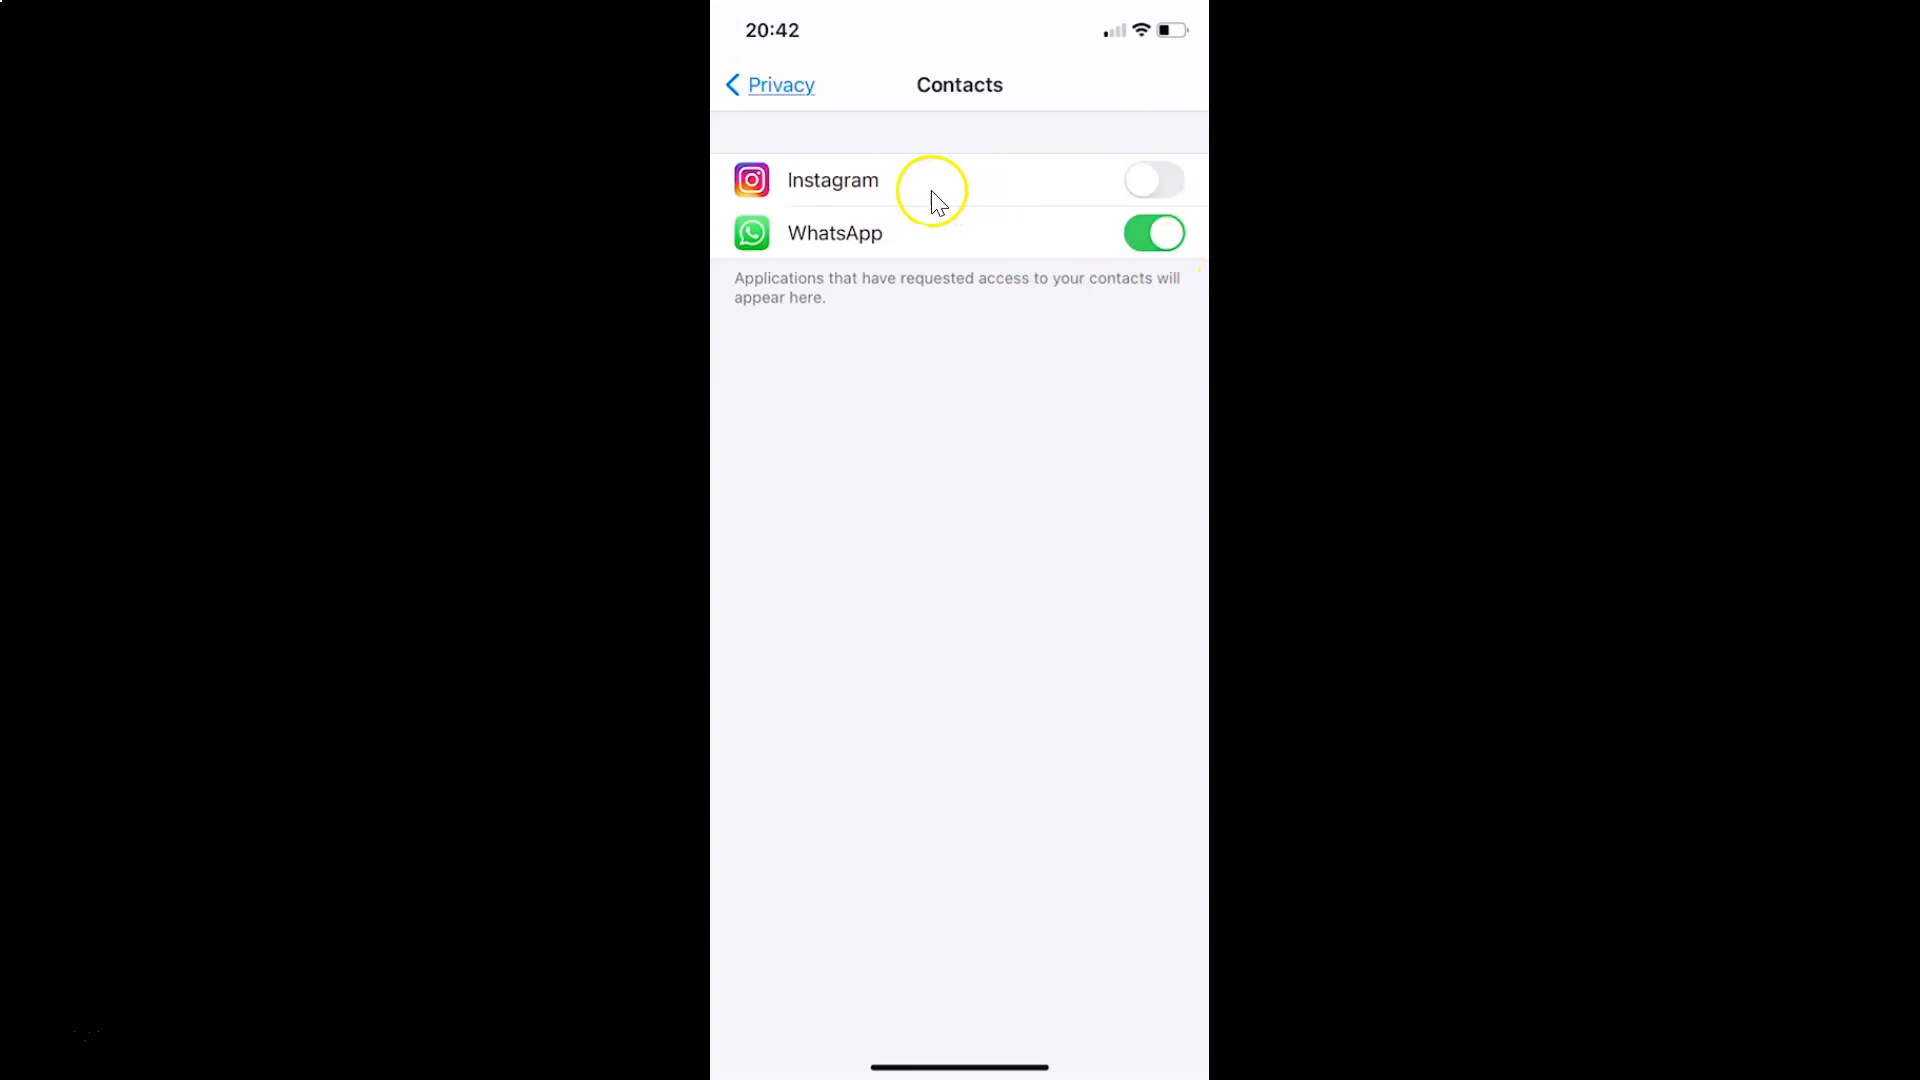 20:42
Privacy
Contacts
Instagram
WhatsApp
Applications that have requested access to your contacts will
appear here.